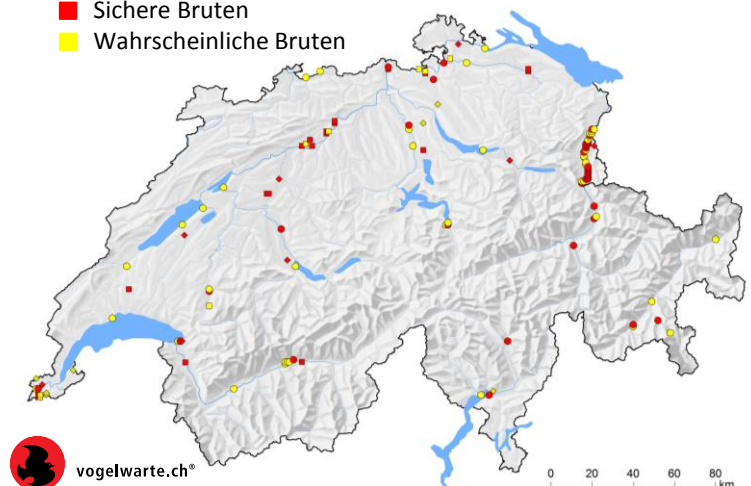 Sichere Bruten
Wahrscheinliche Bruten
vogelwarte.ch®
0 20 40 60 80
km